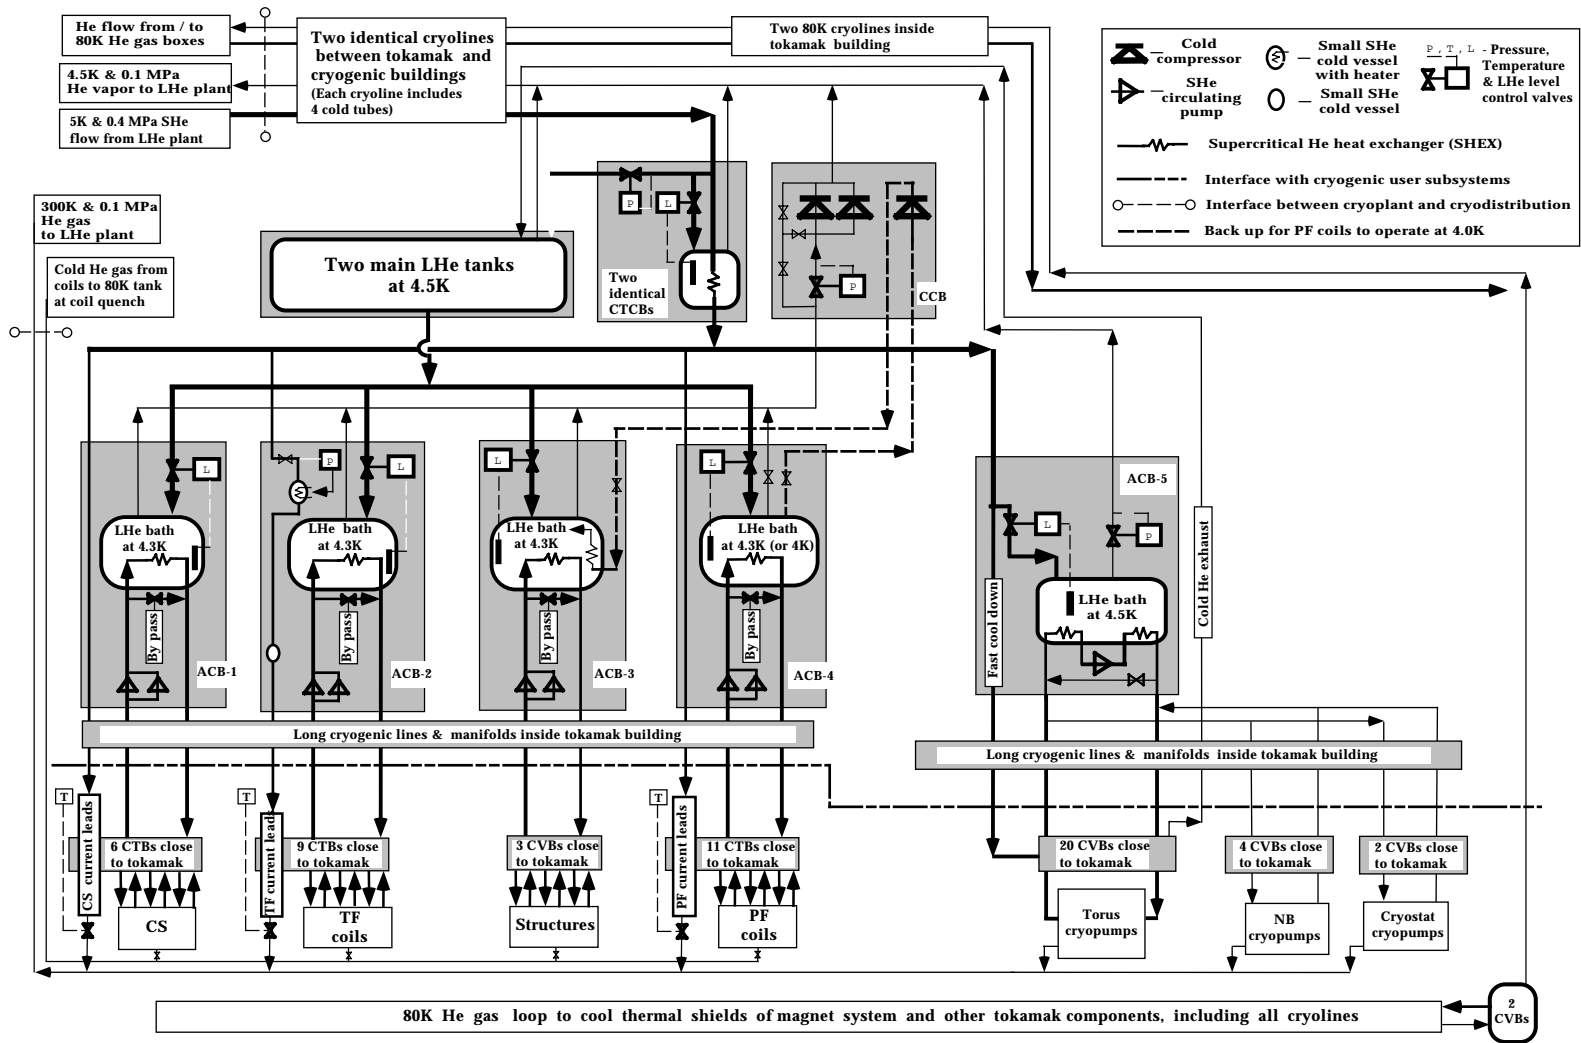 He flow from / to
80K He gas boxes
4.5K & 0.1 MPa
He vapor to LHe plant
5K & 0.4 MPa SHe
flow from LHe plant
Two identical cryolines
between tokamak and
cryogenic buildings
(Each cryoline includes
4 cold tubes)
Two 80K cryolines inside
tokamak building
Cold
compressor
SHe
circulating
pump
Small SHe
cold vessel
with heater
Small SHe
cold vessel
P, T, L
- Pressure,
Temperature
& LHe level
control valves
Supercritical He heat exchanger (SHEX)
Interface with cryogenic user subsystems
Interface between cryoplant and cryodistribution
Back up for PF coils to operate at 4.0K
300K & 0.1 MPa
He gas
to LHe plant
Cold He gas from
coils to 80K tank
at coil quench
Two main LHe tanks
at 4.5K
P
L
Two
identical
CTCBs
P
CCB
L
LHe bath
at 4.3K
By pass
ACB-1
P
L
LHe bath
at 4.3K
By pass
ACB-2
L
LHe bath
at 4.3K
By pass
ACB-3
L
LHe bath
at 4.3K (or 4K)
By pass
ACB-4
ACB-5
L
P
LHe bath
at 4.5K
Fast cool down
Cold He exhaust
Long cryogenic lines & manifolds inside tokamak building
Long cryogenic lines & manifolds inside tokamak building
T
CS current leads
6 CTBs close
to tokamak
CS
T
TF current leads
9 CTBs close
to tokamak
TF
coils
3 CVBs close
to tokamak
Structures
T
PF current leads
11 CTBs close
to tokamak
PF
coils
20 CVBs close
to tokamak
Torus
cryopumps
4 CVBs close
to tokamak
NB
cryopumps
2 CVBs close
to tokamak
Cryostat
cryopumps
80K He gas loop to cool thermal shields of magnet system and other tokamak components, including all cryolines
2
CVBs